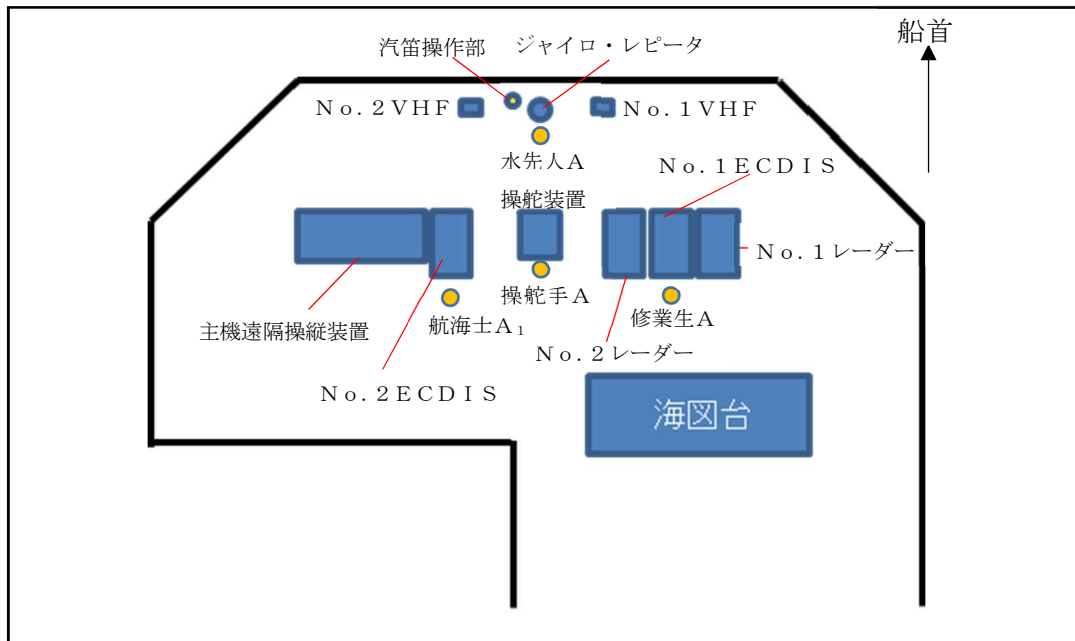 船首
汽笛操作部
ジャイロ・レピータ
No.2VHF
No.1VHF
水先人A
No.1ECDIS
操舵装置
No.1レーダー
操舵手A
航海士A₁
修業生A
主機遠隔操縦装置
No.2レーダー
No.2ECDIS
海図台